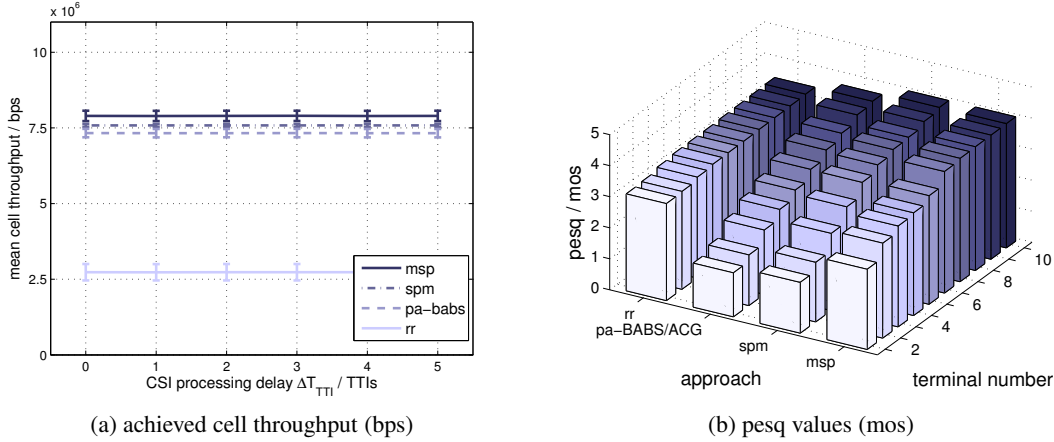 x 10⁶
10
7.5
5
2.5
0
mean cell throughput / bps
0 1 2 3 4 5
CSI processing delay ΔT_TTI / TTIs
msp
spm
pa−babs
rr
(a) achieved cell throughput (bps)
5
4
3
2
1
0
pesq / mos
rr
pa−BABS/ACG
spm
msp
approach
2
4
6
8
10
terminal number
(b) pesq values (mos)